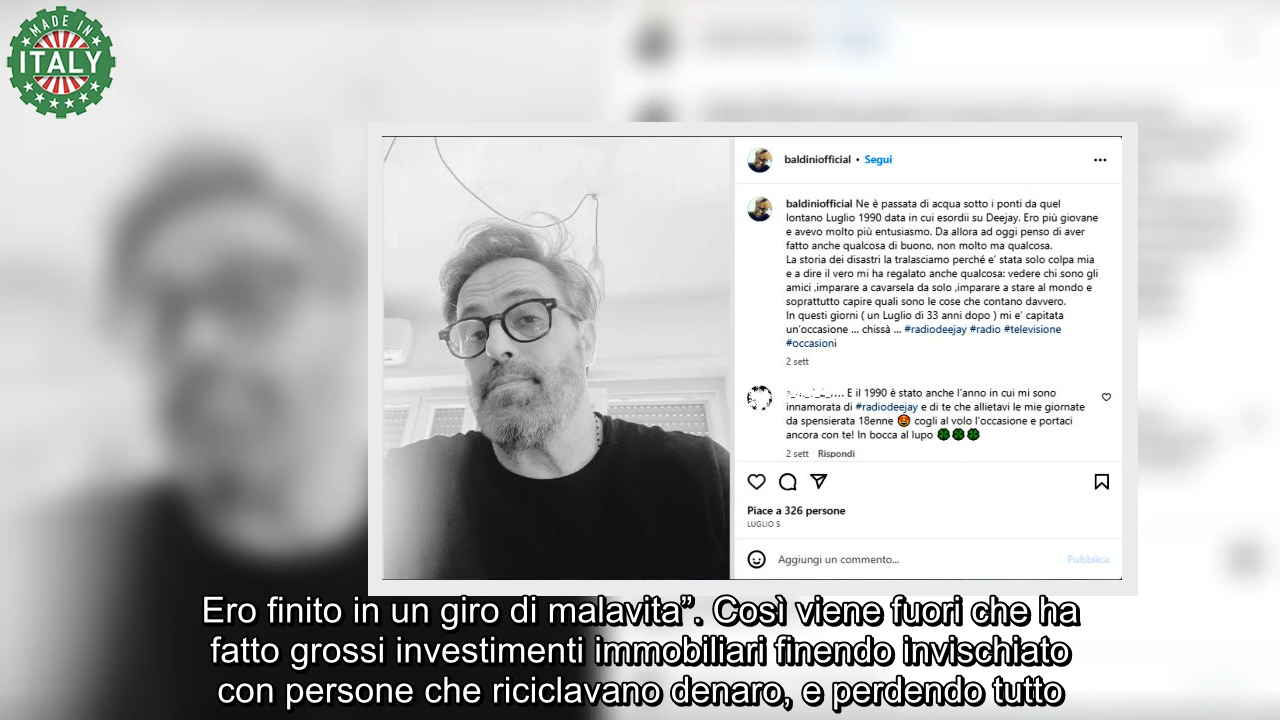 MADE IN
ITALY
baldiniofficial • Segui
baldiniofficial Ne è passata di acqua sotto i ponti da quel
lontano Luglio 1990 data in cui esordii su Deejay. Ero più giovane
e avevo molto più entusiasmo. Da allora ad oggi penso di aver
fatto anche qualcosa di buono, non molto ma qualcosa.
La storia dei disastri la tralasciamo perché e' stata solo colpa mia
e a dire il vero mi ha regalato anche qualcosa: vedere chi sono gli
amici ,imparare a cavarsela da solo ,imparare a stare al mondo e
soprattutto capire quali sono le cose che contano davvero.
In questi giorni ( un Luglio di 33 anni dopo ) mi e' capitata
un'occasione ... chissà ... #radiodeejay #radio #televisione
#occasioni
2 sett
E il 1990 è stato anche l'anno in cui mi sono
innamorata di #radiodeejay e di te che allietavi le mie giornate
da spensierata 18enne 🤩 cogli al volo l'occasione e portaci
ancora con te! In bocca al lupo 🍀🍀🍀
2 sett Rispondi
Piace a 326 persone
LUGLIO 5
Aggiungi un commento... Pubblica
Ero finito in un giro di malavita”. Così viene fuori che ha
fatto grossi investimenti immobiliari finendo invischiato
con persone che riciclavano denaro, e perdendo tutto